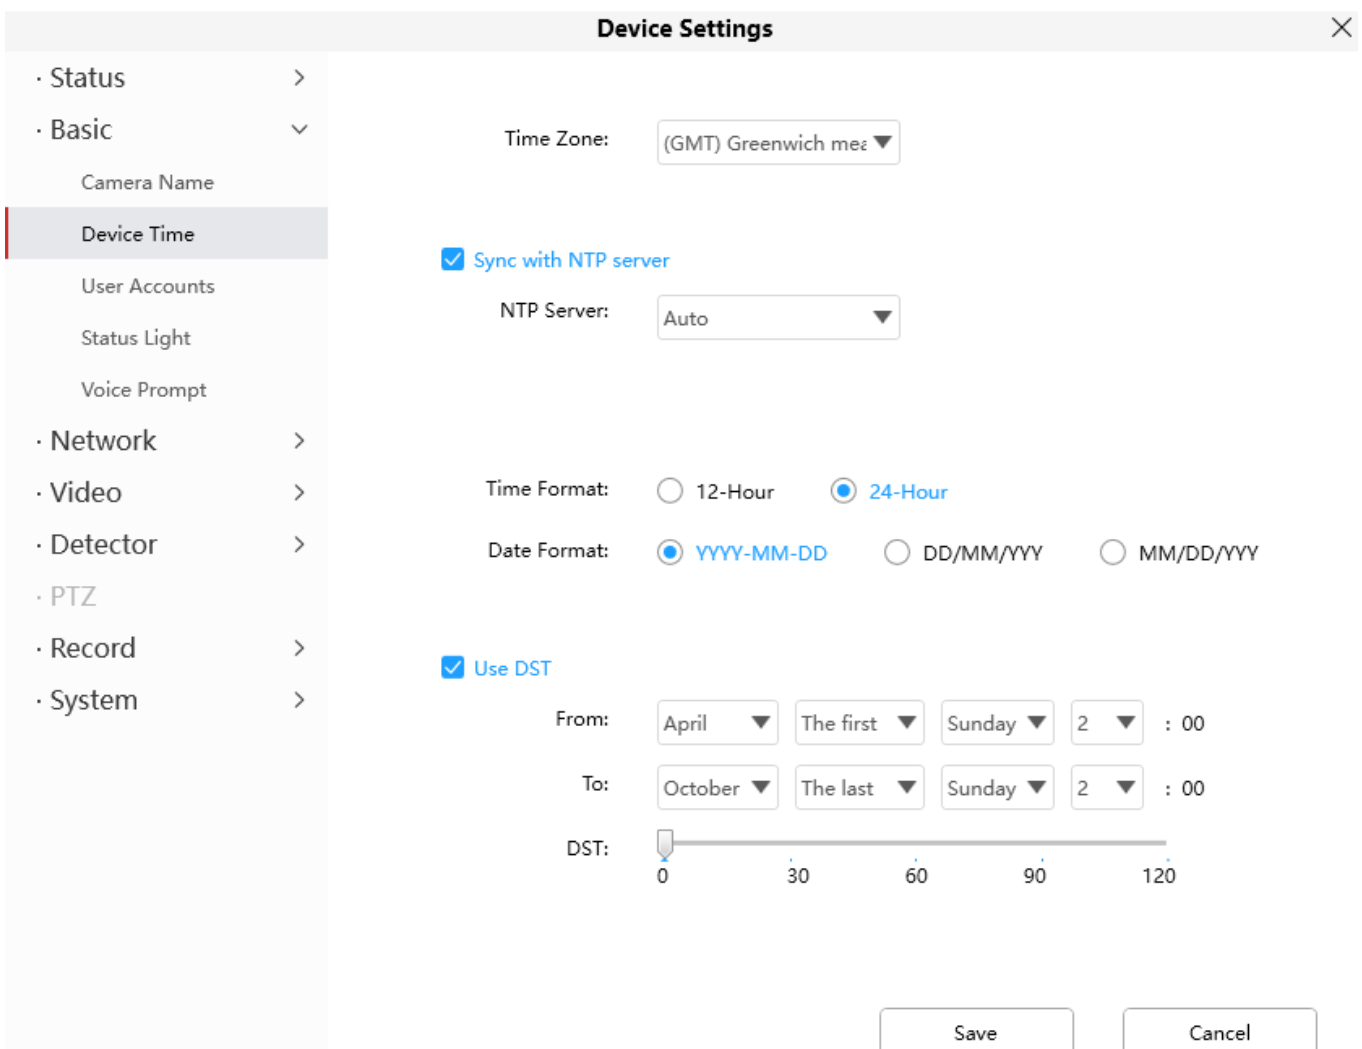 Device Settings
· Status
· Basic
Camera Name
Device Time
User Accounts
Status Light
Voice Prompt
· Network
· Video
· Detector
· PTZ
· Record
· System
Time Zone: (GMT) Greenwich mea
Sync with NTP server
NTP Server: Auto
Time Format: 12-Hour 24-Hour
Date Format: YYYY-MM-DD DD/MM/YYY MM/DD/YYY
Use DST
From: April The first Sunday 2 : 00
To: October The last Sunday 2 : 00
DST:
0 30 60 90 120
Save Cancel